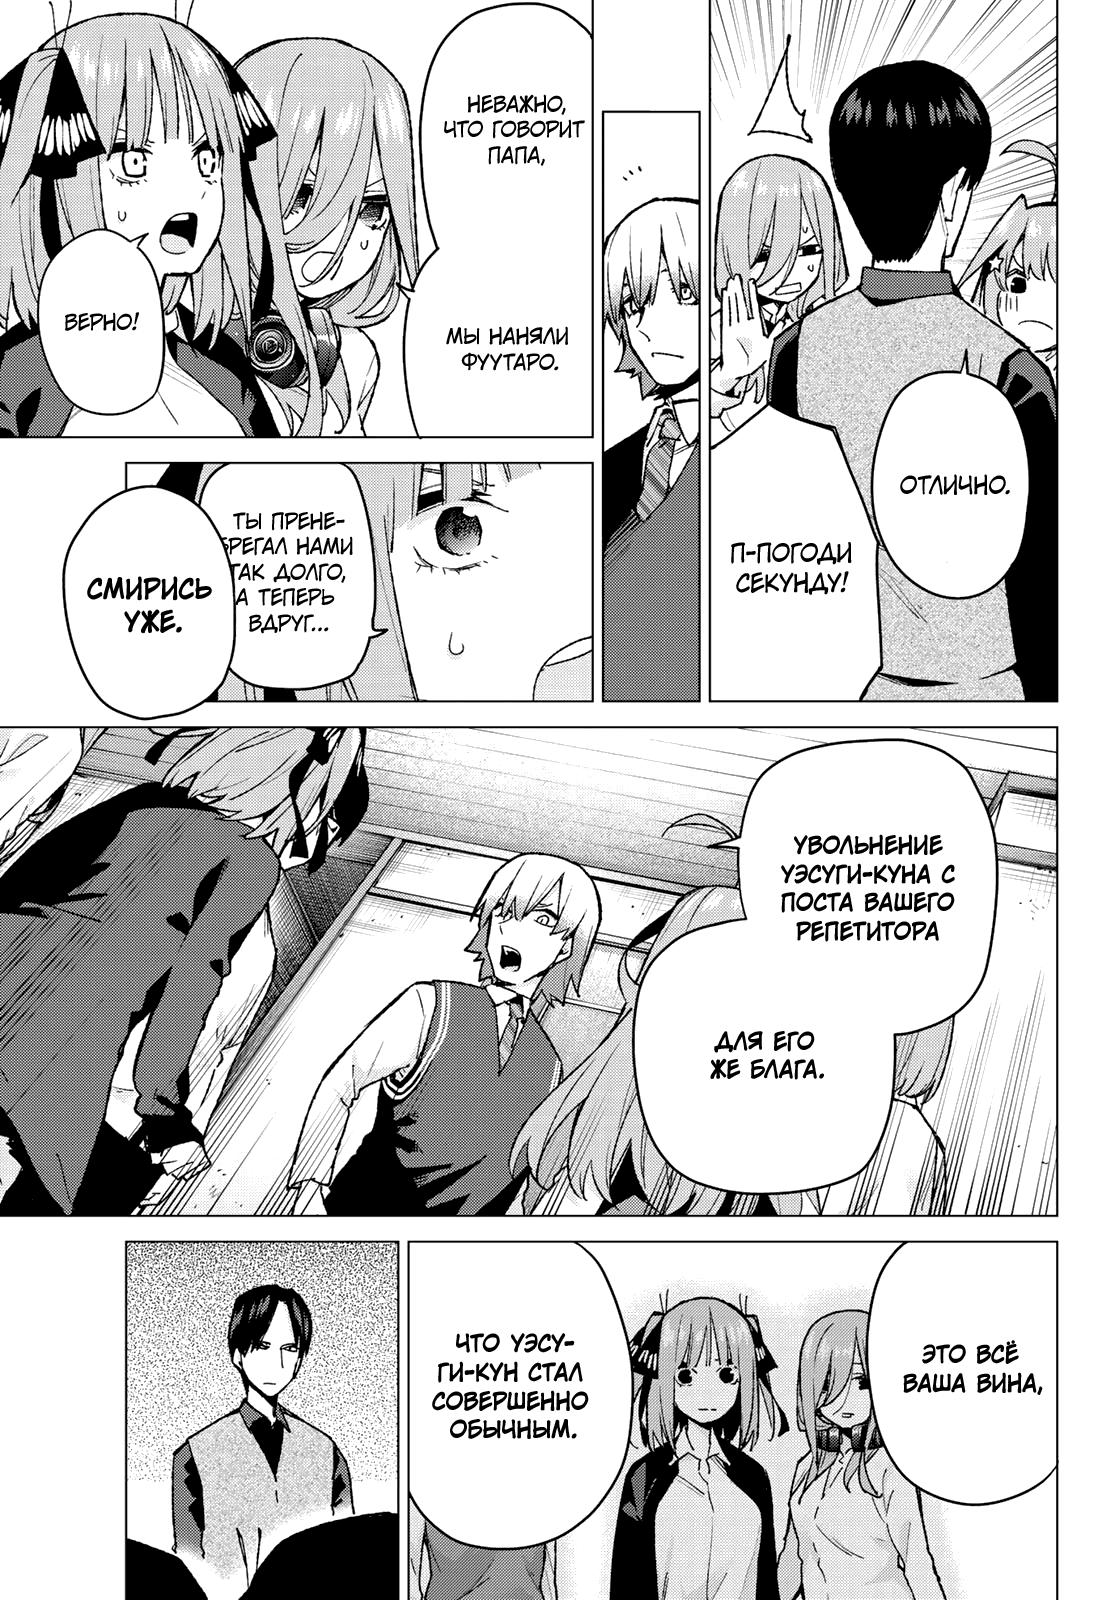 ОТЛИЧНО.
П-ПОГОДИ
СЕКУНДУ!
НЕВАЖНО,
ЧТО ГОВОРИТ
ПАПА,
МЫ НАНЯЛИ
ФУУТАРО.
ВЕРНО!
ТЫ ПРЕНЕ-
БРЕГАЛ НАМИ
ТАК ДОЛГО,
А ТЕПЕРЬ
ВДРУГ...
СМИРИСЬ
УЖЕ.
УВОЛЬНЕНИЕ
УЭСУГИ-КУНА С
ПОСТА ВАШЕГО
РЕПЕТИТОРА
ДЛЯ ЕГО
ЖЕ БЛАГА.
ЭТО ВСЁ
ВАША ВИНА,
ЧТО УЭСУ-
ГИ-КУН СТАЛ
СОВЕРШЕННО
ОБЫЧНЫМ.